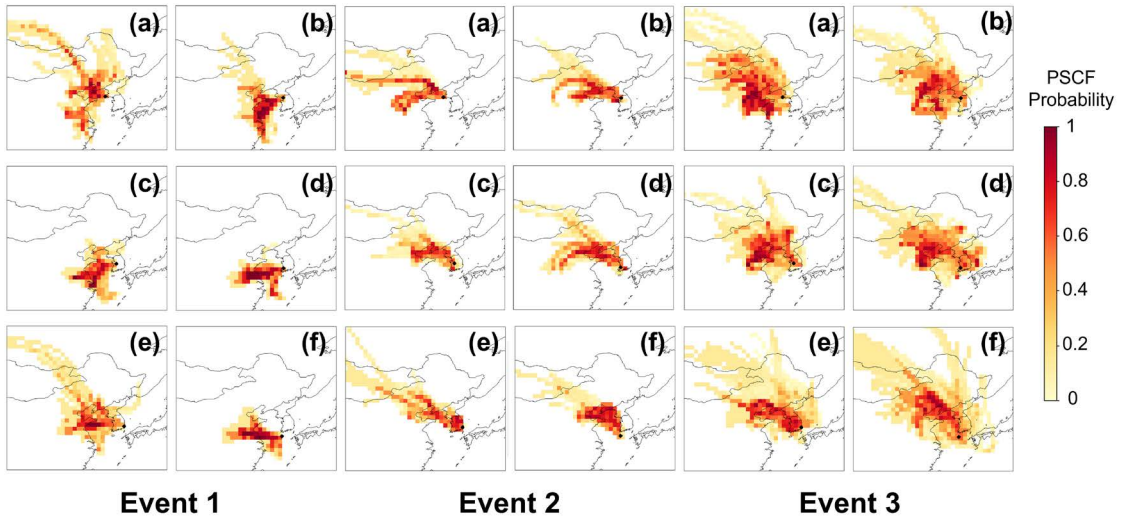 (a) (b) (a) (b) (a) (b)
PSCF
Probability
1
0.8
0.6
0.4
0.2
0
(c) (d) (c) (d) (c) (d)
(e) (f) (e) (f) (e) (f)
Event 1 Event 2 Event 3